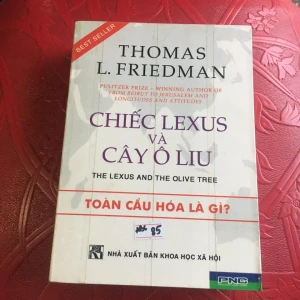 BEST SELLER
THOMAS
L. FRIEDMAN
PULITZER PRIZE - WINNING AUTHOR OF
FROM BEIRUT TO JERUSALEM AND
LONGITUDES AND ATTITUDES
CHIẾC LEXUS
VÀ
CÂY Ô LIU
THE LEXUS AND THE OLIVE TREE
TOÀN CẦU HÓA LÀ GÌ?
85
NHÀ XUẤT BẢN KHOA HỌC XÃ HỘI
PNC